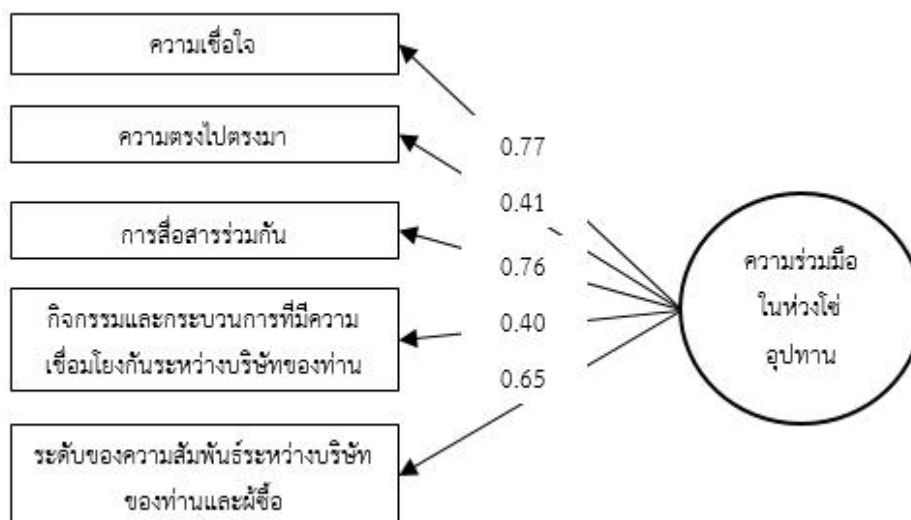 ความเชื่อใจ
ความตรงไปตรงมา
การสื่อสารร่วมกัน
กิจกรรมและกระบวนการที่มีความ
เชื่อมโยงกันระหว่างบริษัทของท่าน
ระดับของความสัมพันธ์ระหว่างบริษัท
ของท่านและผู้ซื้อ
0.77
0.41
0.76
0.40
0.65
ความร่วมมือ
ในห่วงโซ่
อุปทาน